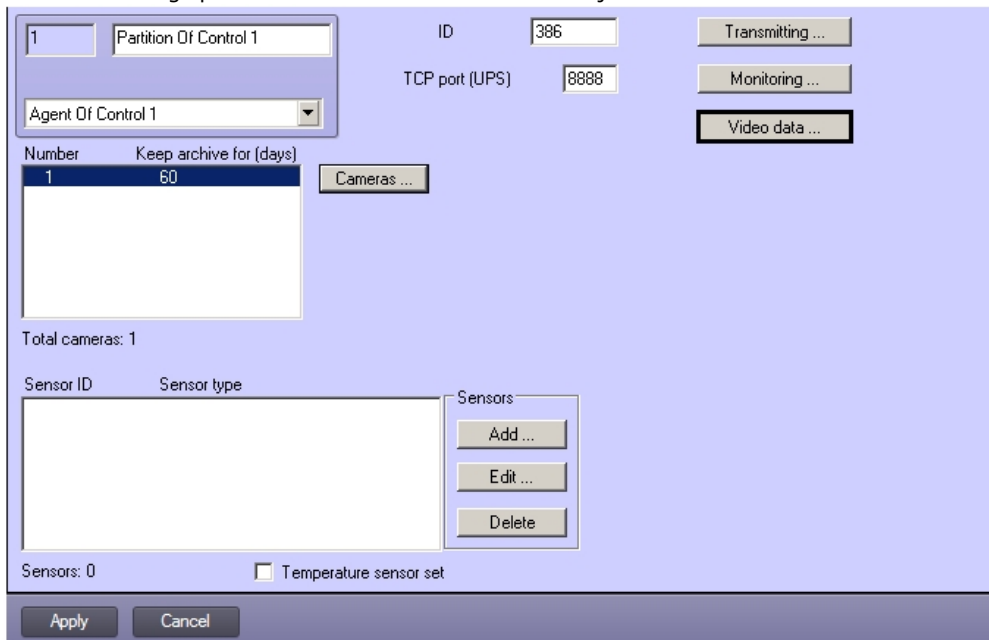 1 Partition Of Control 1 ID 386 Transmitting ...
TCP port (UPS) 8888 Monitoring ...
Agent Of Control 1 Video data ...
Number Keep archive for (days)
1 60 Cameras ...
Total cameras: 1
Sensor ID Sensor type
Sensors
Add ...
Edit ...
Delete
Sensors: 0 Temperature sensor set
Apply Cancel